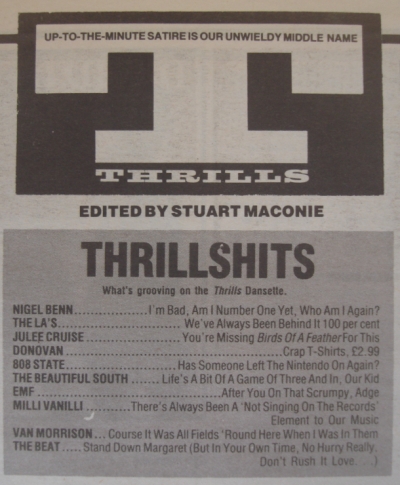 UP-TO-THE-MINUTE SATIRE IS OUR UNWIELDY MIDDLE NAME
T
THRILLS
EDITED BY STUART MACONIE
THRILLSHITS
What's grooving on the Thrills Dansette.
NIGEL BENN..................I'm Bad, Am I Number One Yet, Who Am I Again?
THE LA'S............................ We've Always Been Behind It 100 per cent
JULEE CRUISE .................... You're Missing Birds Of A Feather For This
DONOVAN................................................Crap T-Shirts, £2.99
808 STATE..........................Has Someone Left The Nintendo On Again?
THE BEAUTIFUL SOUTH ....... Life's A Bit Of A Game Of Three And In, Our Kid
EMF....................................After You On That Scrumpy, Adge
MILLI VANILLI ..........There's Always Been A 'Not Singing On The Records'
Element to Our Music
VAN MORRISON... Course It Was All Fields 'Round Here When I Was In Them
THE BEAT ..... Stand Down Margaret (But In Your Own Time, No Hurry Really.
Don't Rush It Love. . .)